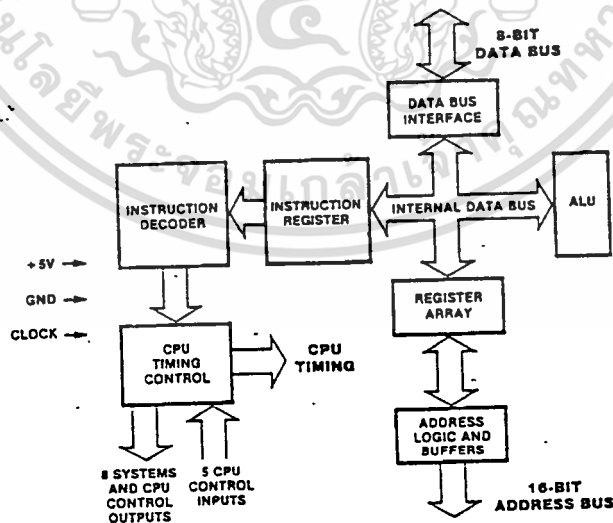 8-BIT
DATA BUS
DATA BUS
INTERFACE
INSTRUCTION
DECODER
INSTRUCTION
REGISTER
INTERNAL DATA BUS
ALU
+5V
GND
CLOCK
REGISTER
ARRAY
CPU
TIMING
CONTROL
CPU
TIMING
ADDRESS
LOGIC AND
BUFFERS
8 SYSTEMS
AND CPU
CONTROL
OUTPUTS
5 CPU
CONTROL
INPUTS
16-BIT
ADDRESS BUS